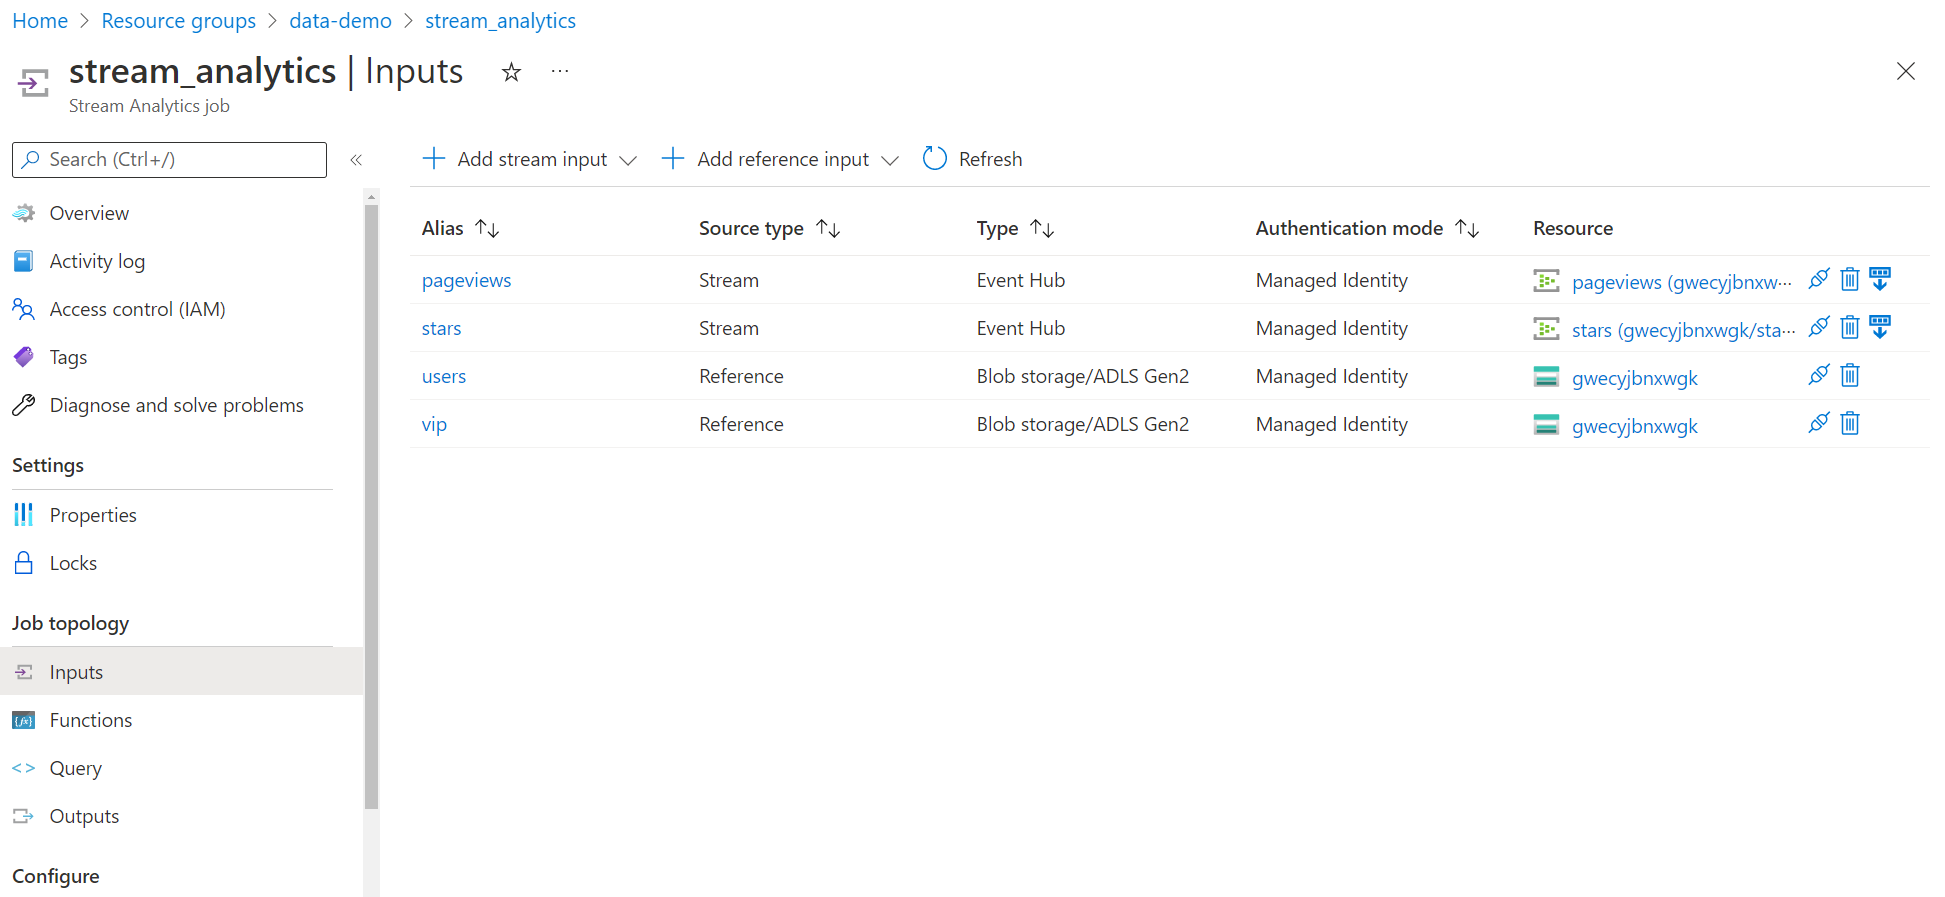 Home > Resource groups > data-demo > stream_analytics
stream_analytics | Inputs ☆ ···
Stream Analytics job
Search (Ctrl+/) «
Overview
Activity log
Access control (IAM)
Tags
Diagnose and solve problems
Settings
Properties
Locks
Job topology
Inputs
{fx} Functions
<> Query
Outputs
Configure
+ Add stream input + Add reference input Refresh
Alias ↑↓ Source type ↑↓ Type ↑↓ Authentication mode ↑↓ Resource
pageviews Stream Event Hub Managed Identity pageviews (gwecyjbnxw···
stars Stream Event Hub Managed Identity stars (gwecyjbnxwgk/sta···
users Reference Blob storage/ADLS Gen2 Managed Identity gwecyjbnxwgk
vip Reference Blob storage/ADLS Gen2 Managed Identity gwecyjbnxwgk